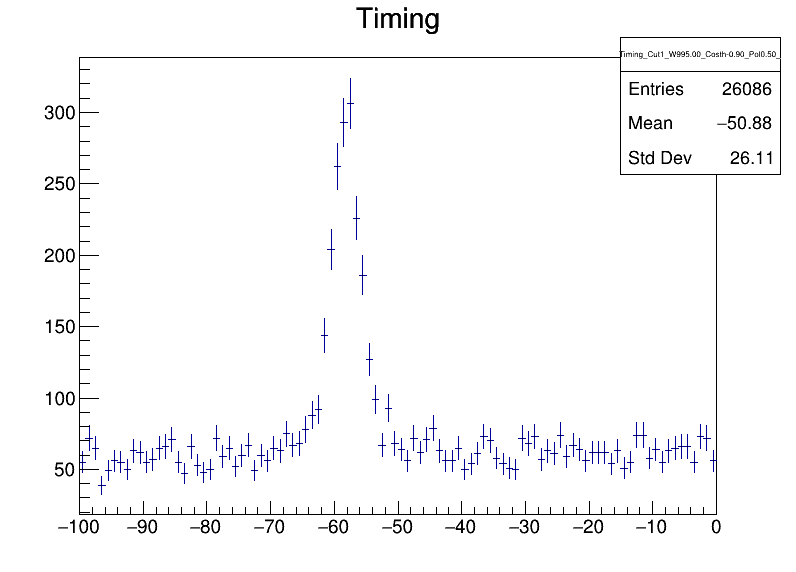 Timing
Timing_Cut1_W995.00_Costh-0.90_Pol0.50_
Entries 26086
Mean −50.88
Std Dev 26.11
300
250
200
150
100
50
−100 −90 −80 −70 −60 −50 −40 −30 −20 −10 0